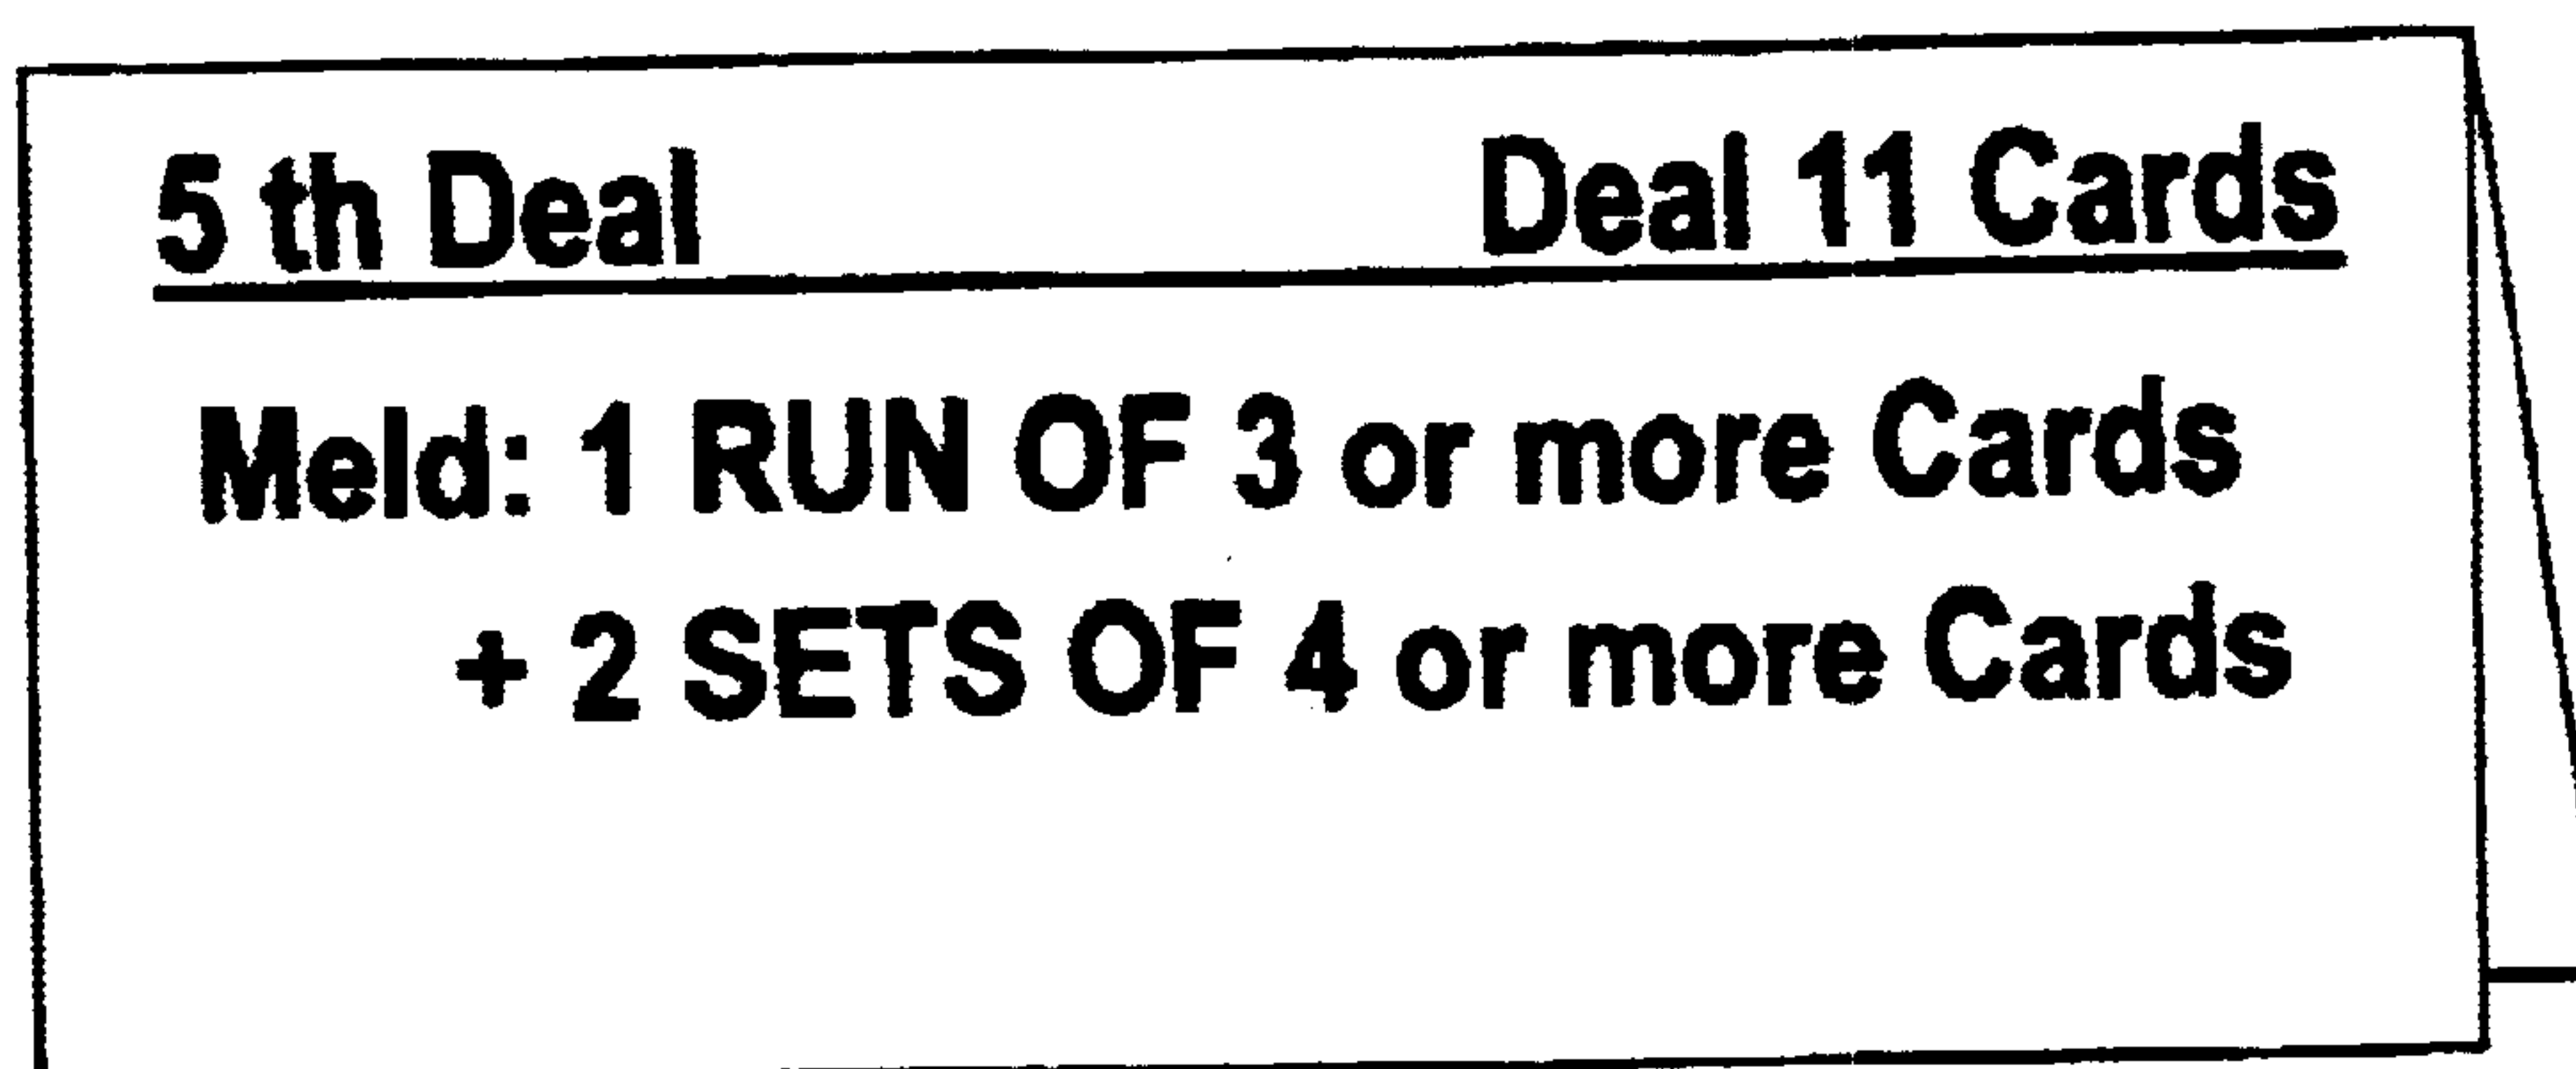 5 th Deal Deal 11 Cards
Meld: 1 RUN OF 3 or more Cards
+ 2 SETS OF 4 or more Cards